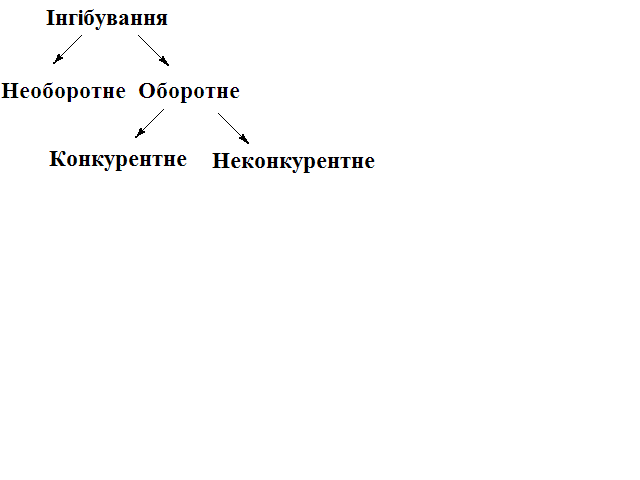 Інгібування
Необоротне Оборотне
Конкурентне Неконкурентне